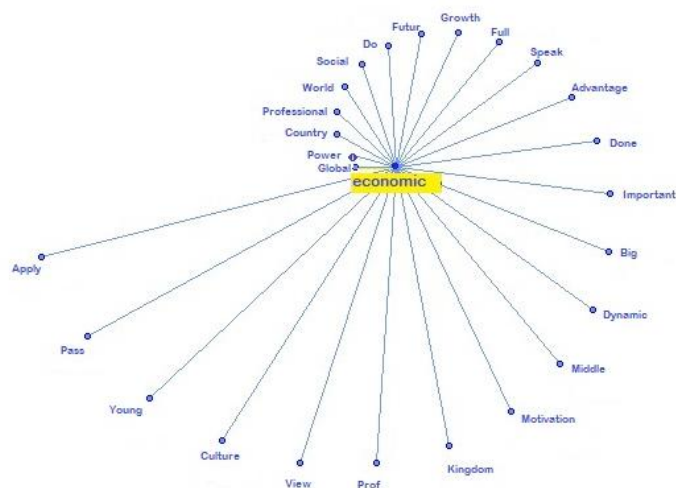 Futur
Growth
Full
Do
Speak
Social
World
Advantage
Professional
Country
Done
Power
Global
economic
Important
Big
Apply
Dynamic
Pass
Middle
Young
Motivation
Culture
Kingdom
View
Prof